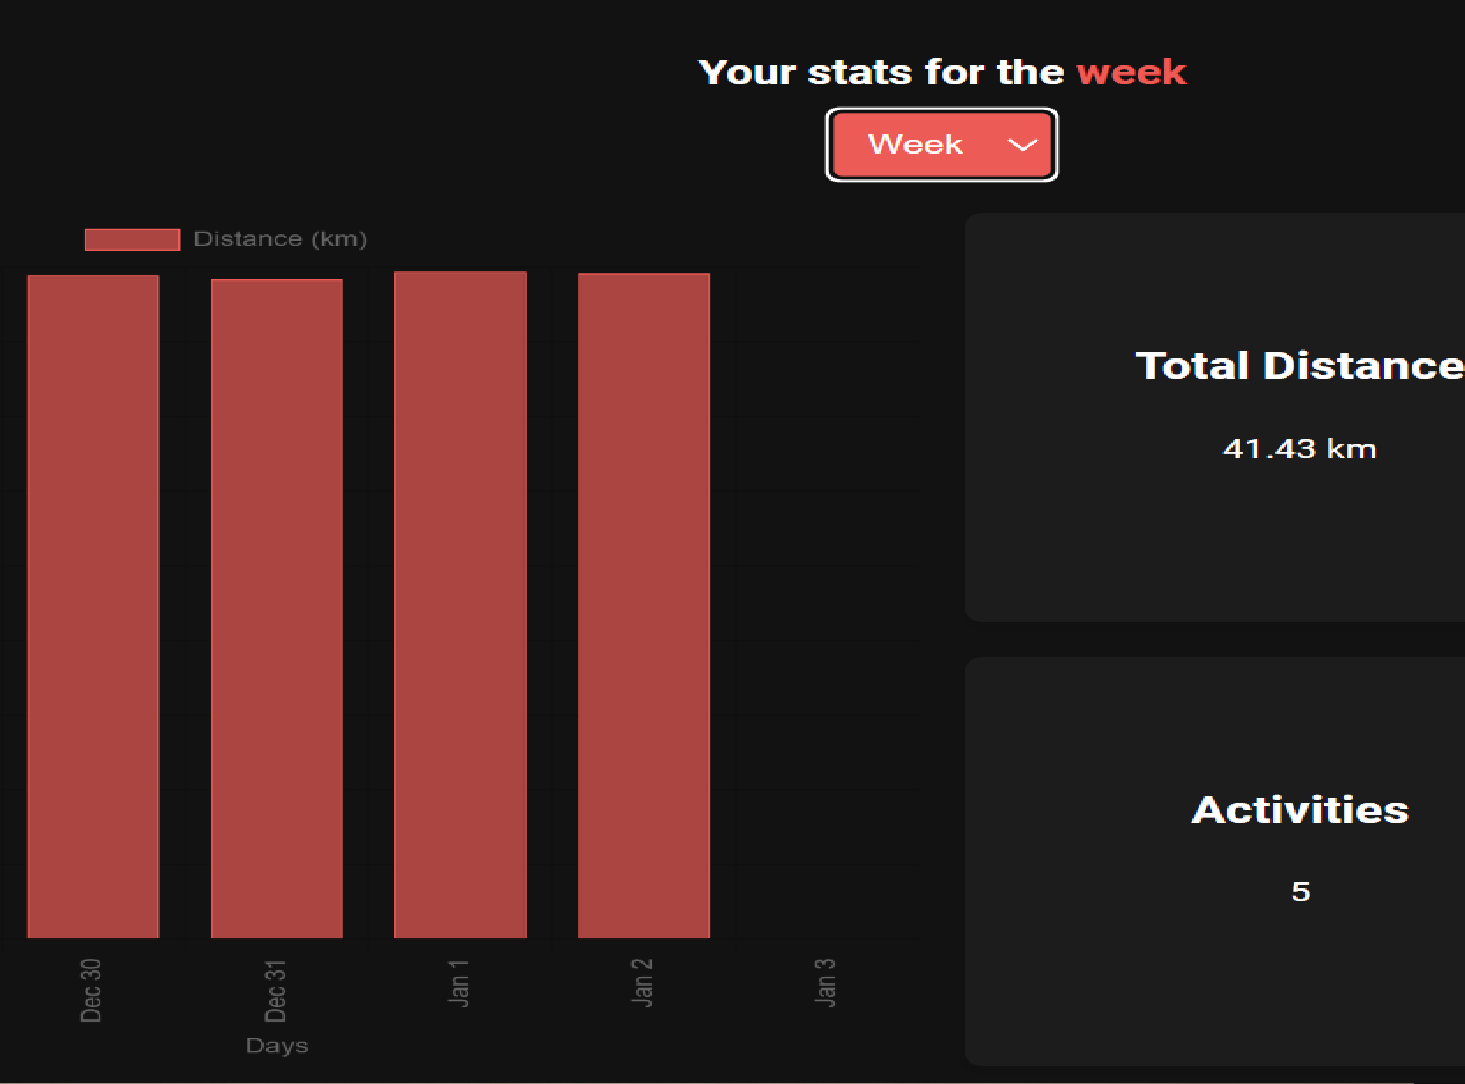 Your stats for the week
Week
Distance (km)
Dec 30
Dec 31
Jan 1
Jan 2
Jan 3
Days
Total Distance
41.43 km
Activities
5